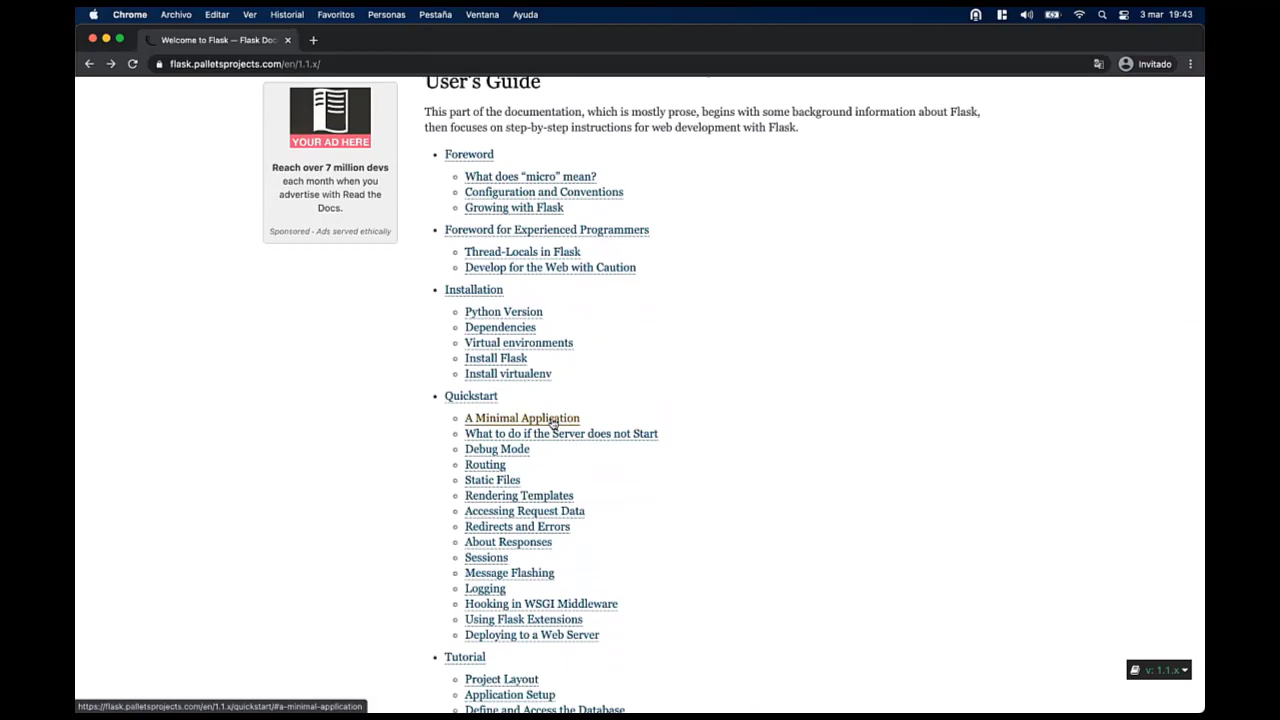 Chrome Archivo Editar Ver Historial Favoritos Personas Pestaña Ventana Ayuda 3 mar 19:43
Welcome to Flask — Flask Doc
flask.palletsprojects.com/en/1.1.x/ Invitado
User's Guide
YOUR AD HERE
Reach over 7 million devs
each month when you
advertise with Read the
Docs.
Sponsored - Ads served ethically
This part of the documentation, which is mostly prose, begins with some background information about Flask,
then focuses on step-by-step instructions for web development with Flask.
Foreword
What does “micro” mean?
Configuration and Conventions
Growing with Flask
Foreword for Experienced Programmers
Thread-Locals in Flask
Develop for the Web with Caution
Installation
Python Version
Dependencies
Virtual environments
Install Flask
Install virtualenv
Quickstart
A Minimal Application
What to do if the Server does not Start
Debug Mode
Routing
Static Files
Rendering Templates
Accessing Request Data
Redirects and Errors
About Responses
Sessions
Message Flashing
Logging
Hooking in WSGI Middleware
Using Flask Extensions
Deploying to a Web Server
Tutorial
Project Layout
Application Setup
Define and Access the Database
v: 1.1.x
https://flask.palletsprojects.com/en/1.1.x/quickstart/#a-minimal-application